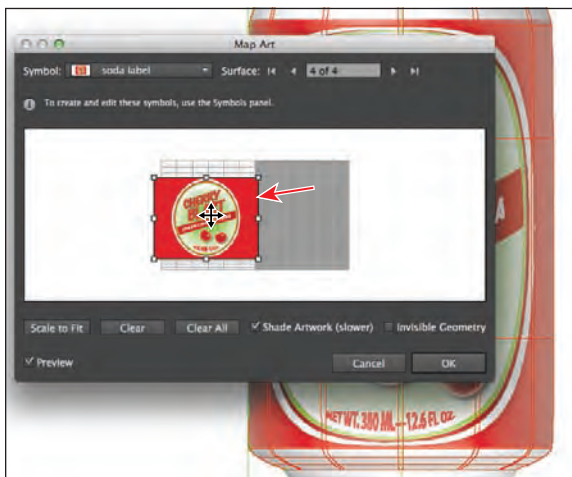 Map Art
Symbol: soda label Surface: 4 of 4
To create and edit these symbols, use the Symbols panel.
CHERRY
Scale to Fit Clear Clear All Shade Artwork (slower) Invisible Geometry
Preview Cancel OK
NET WT. 380 ML—12.6 FL OZ.